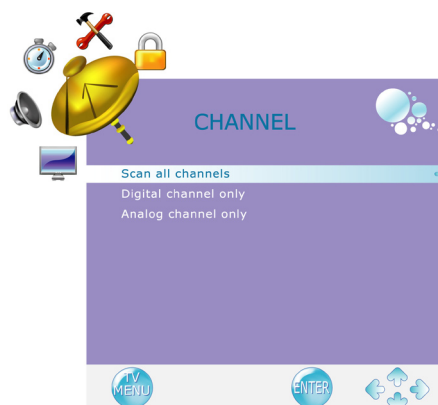 CHANNEL
Scan all channels
Digital channel only
Analog channel only
TV
MENU
ENTER